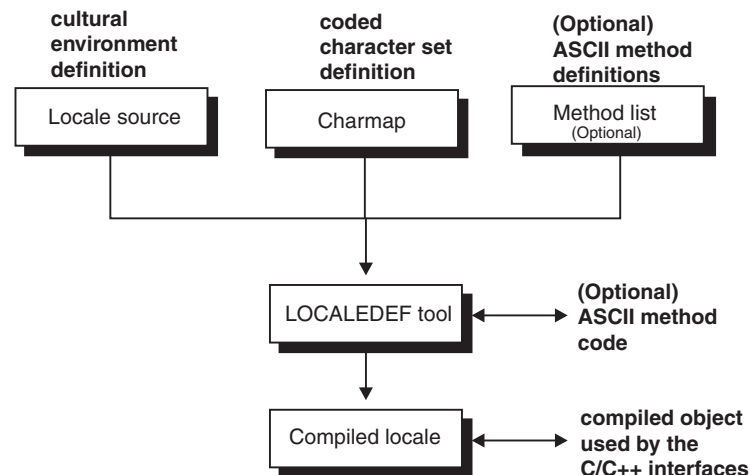 cultural
environment
definition
coded
character set
definition
(Optional)
ASCII method
definitions
Locale source
Charmap
Method list
(Optional)
LOCALEDEF tool
(Optional)
ASCII method
code
Compiled locale
compiled object
used by the
C/C++ interfaces